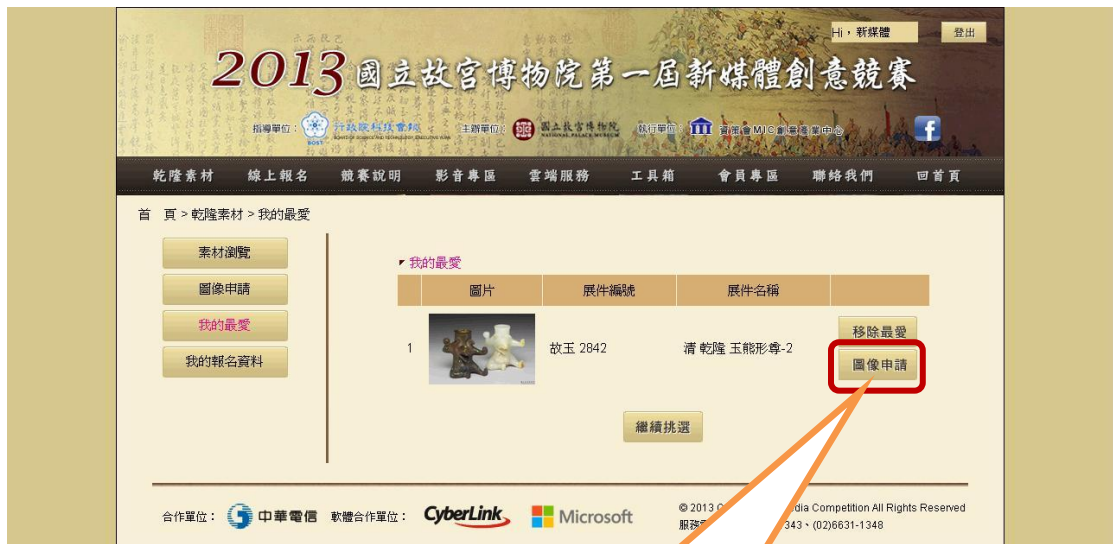 Hi，新媒體
登出
2013 國立故宮博物院第一屆新媒體創意競賽
指導單位： 行政院科技會報 主辦單位： 國立故宮博物院 執行單位： 資策會MIC創意產業中心
BOST
NATIONAL PALACE MUSEUM
乾隆素材 線上報名 競賽說明 影音專區 雲端服務 工具箱 會員專區 聯絡我們 回首頁
首 頁 > 乾隆素材 > 我的最愛
素材瀏覽
圖像申請
我的最愛
我的報名資料
我的最愛
圖片 展件編號 展件名稱
1 故玉 2842 清 乾隆 玉熊形尊-2
移除最愛
圖像申請
繼續挑選
合作單位： 中華電信 軟體合作單位： CyberLink Microsoft
© 2013 dia Competition All Rights Reserved
服務 343、(02)6631-1348